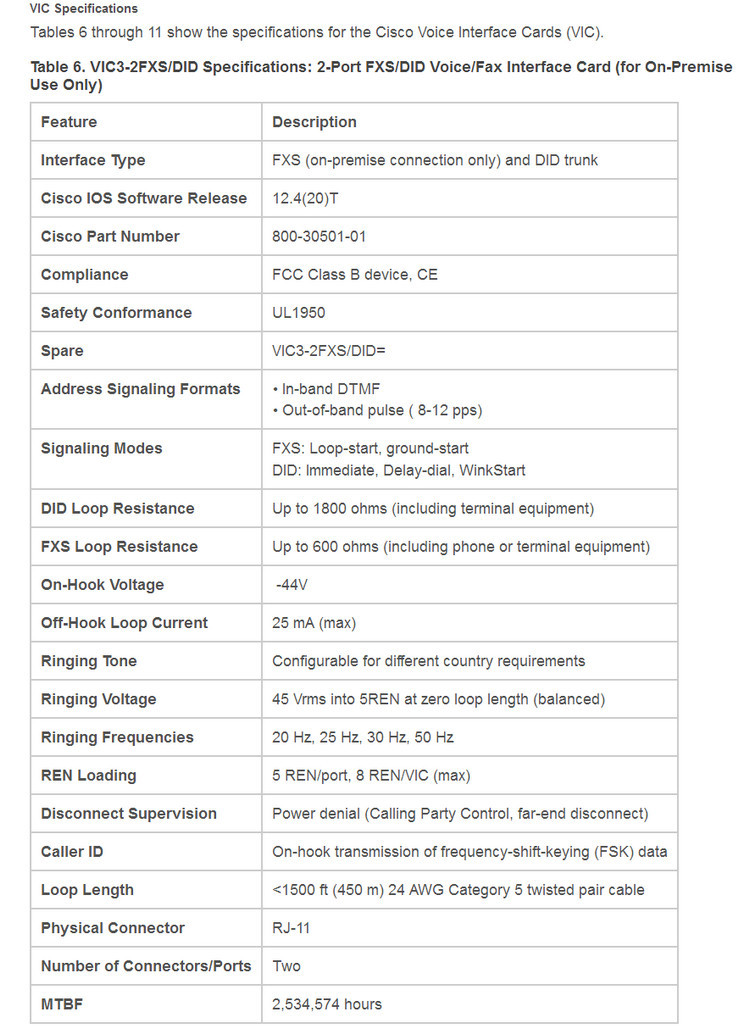 VIC Specifications
Tables 6 through 11 show the specifications for the Cisco Voice Interface Cards (VIC).
Table 6. VIC3-2FXS/DID Specifications: 2-Port FXS/DID Voice/Fax Interface Card (for On-Premise
Use Only)
Feature Description
Interface Type FXS (on-premise connection only) and DID trunk
Cisco IOS Software Release 12.4(20)T
Cisco Part Number 800-30501-01
Compliance FCC Class B device, CE
Safety Conformance UL1950
Spare VIC3-2FXS/DID=
Address Signaling Formats • In-band DTMF
• Out-of-band pulse ( 8-12 pps)
Signaling Modes FXS: Loop-start, ground-start
DID: Immediate, Delay-dial, WinkStart
DID Loop Resistance Up to 1800 ohms (including terminal equipment)
FXS Loop Resistance Up to 600 ohms (including phone or terminal equipment)
On-Hook Voltage -44V
Off-Hook Loop Current 25 mA (max)
Ringing Tone Configurable for different country requirements
Ringing Voltage 45 Vrms into 5REN at zero loop length (balanced)
Ringing Frequencies 20 Hz, 25 Hz, 30 Hz, 50 Hz
REN Loading 5 REN/port, 8 REN/VIC (max)
Disconnect Supervision Power denial (Calling Party Control, far-end disconnect)
Caller ID On-hook transmission of frequency-shift-keying (FSK) data
Loop Length <1500 ft (450 m) 24 AWG Category 5 twisted pair cable
Physical Connector RJ-11
Number of Connectors/Ports Two
MTBF 2,534,574 hours